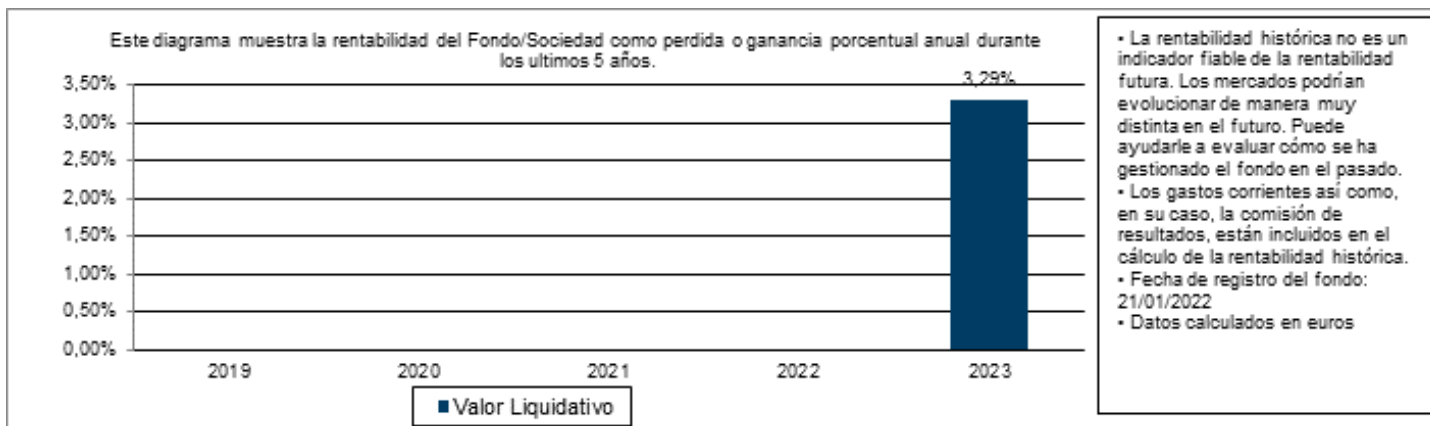 Este diagrama muestra la rentabilidad del Fondo/Sociedad como perdida o ganancia porcentual anual durante
los ultimos 5 años.
3,50%
3,00%
2,50%
2,00%
1,50%
1,00%
0,50%
0,00%
3,29%
2019
2020
2021
2022
2023
Valor Liquidativo
▪ La rentabilidad histórica no es un
indicador fiable de la rentabilidad
futura. Los mercados podrían
evolucionar de manera muy
distinta en el futuro. Puede
ayudarle a evaluar cómo se ha
gestionado el fondo en el pasado.
▪ Los gastos corrientes así como,
en su caso, la comisión de
resultados, están incluidos en el
cálculo de la rentabilidad histórica.
▪ Fecha de registro del fondo:
21/01/2022
▪ Datos calculados en euros